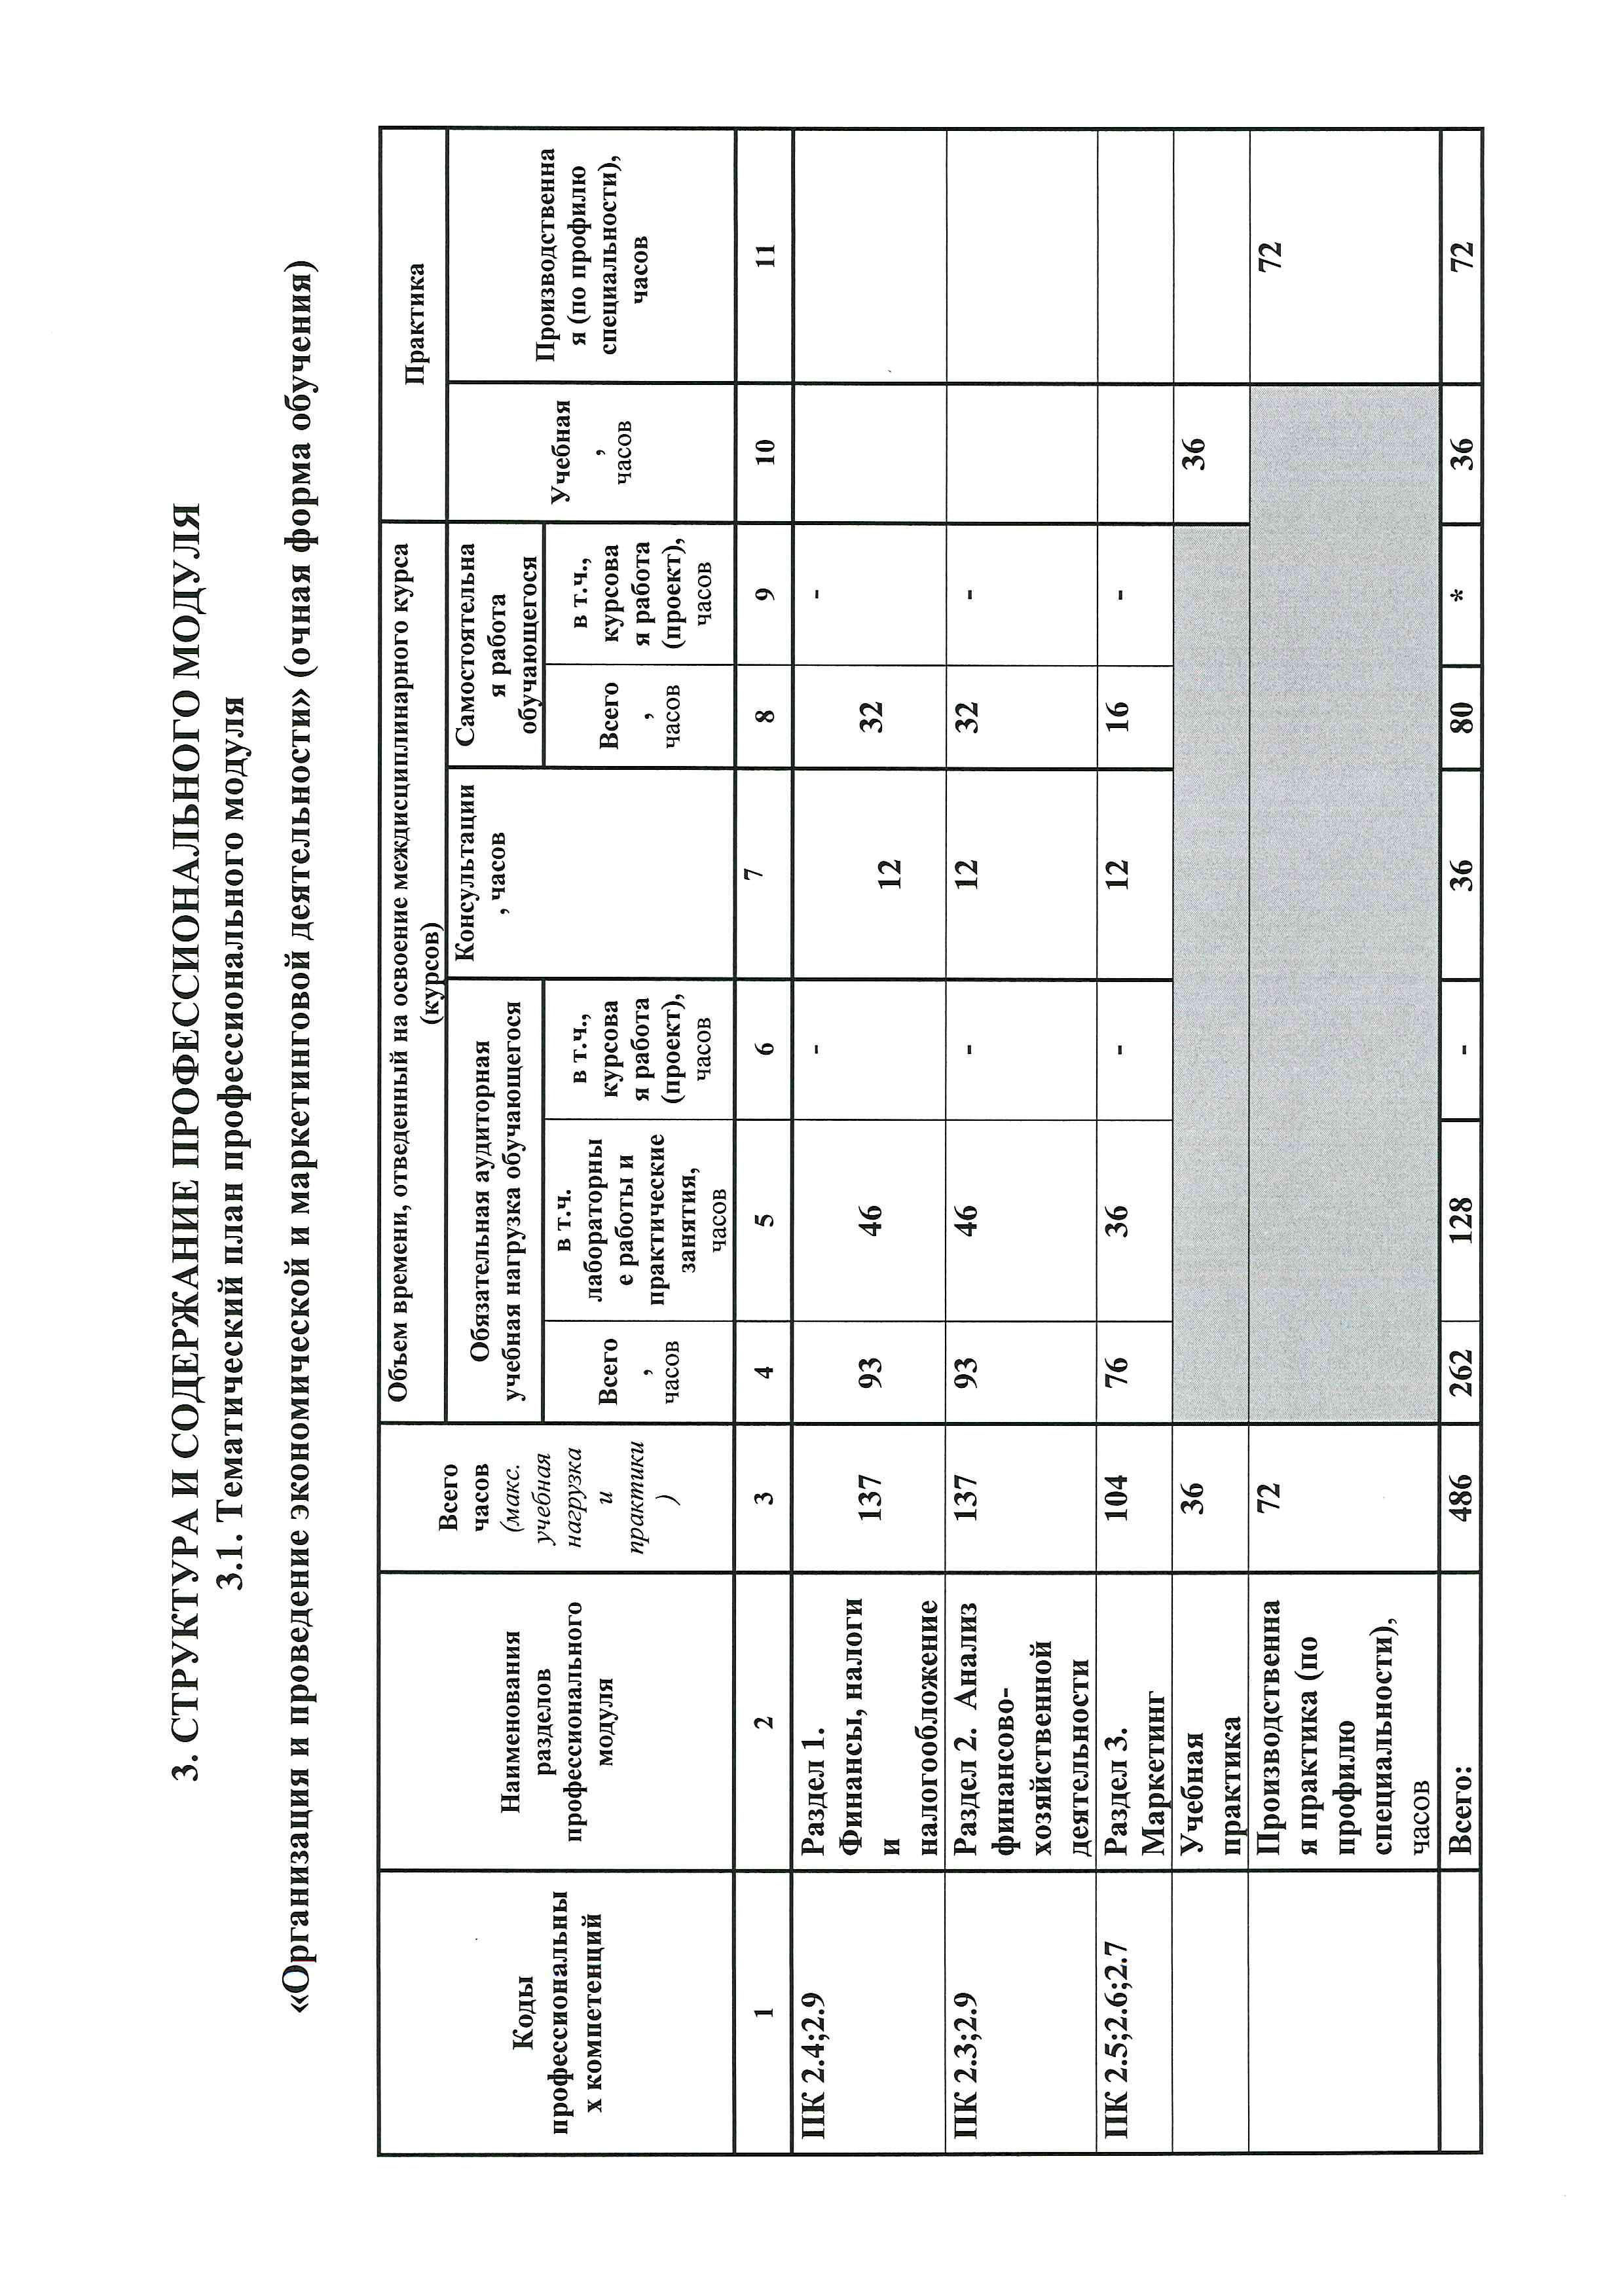 3. СТРУКТУРА И СОДЕРЖАНИЕ ПРОФЕССИОНАЛЬНОГО МОДУЛЯ
3.1. Тематический план профессионального модуля
«Организация и проведение экономической и маркетинговой деятельности» (очная форма обучения)
Коды
профессиональны
х компетенций
Наименования
разделов
профессионального
модуля
Всего
часов
(макс.
учебная
нагрузка
и
практики
)
Объем времени, отведенный на освоение междисциплинарного курса
(курсов)
Практика
Обязательная аудиторная
учебная нагрузка обучающегося
Консультации
, часов
Самостоятельна
я работа
обучающегося
Учебная
,
часов
Производственна
я (по профилю
специальности),
часов
Всего
,
часов
в т.ч.
лабораторны
е работы и
практические
занятия,
часов
в т.ч.,
курсова
я работа
(проект),
часов
Всего
,
часов
в т.ч.,
курсова
я работа
(проект),
часов
1 2 3 4 5 6 7 8 9 10 11
ПК 2.4;2.9 Раздел 1. -  -
Финансы, налоги 137 93 46 12 32
и
налогообложение
ПК 2.3;2.9 Раздел 2. Анализ 137 93 46 - 12 32 -
финансово-
хозяйственной
деятельности
ПК 2.5;2.6;2.7 Раздел 3. 104 76 36 - 12 16 -
Маркетинг
Учебная 36 36
практика
Производственна 72 72
я практика (по
профилю
специальности),
часов
Всего: 486 262 128 - 36 80 * 36 72